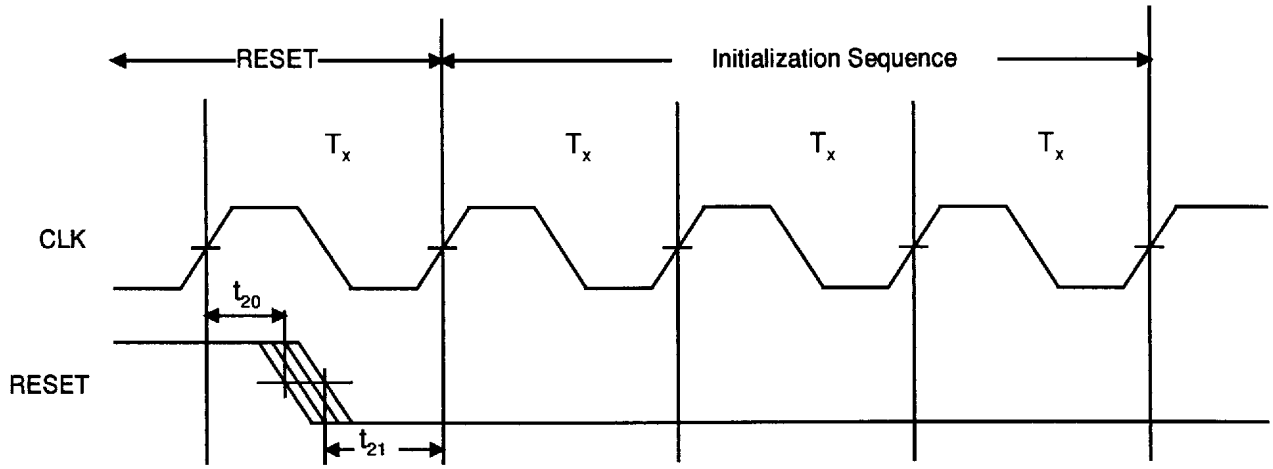 RESET Initialization Sequence
Tx Tx Tx Tx
CLK
t20
RESET
t21